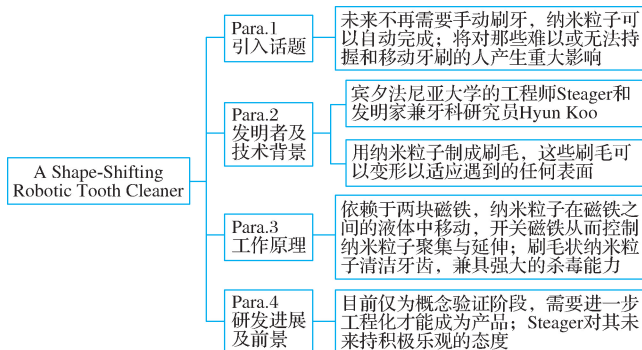 A Shape-Shifting
Robotic Tooth Cleaner
Para.1
引入话题
未来不再需要手动刷牙，纳米粒子可
以自动完成；将对那些难以或无法持
握和移动牙刷的人产生重大影响
Para.2
发明者及
技术背景
宾夕法尼亚大学的工程师Steager和
发明家兼牙科研究员Hyun Koo
用纳米粒子制成刷毛，这些刷毛可
以变形以适应遇到的任何表面
Para.3
工作原理
依赖于两块磁铁，纳米粒子在磁铁之
间的液体中移动，开关磁铁从而控制
纳米粒子聚集与延伸；刷毛状纳米粒
子清洁牙齿，兼具强大的杀毒能力
Para.4
研发进展
及前景
目前仅为概念验证阶段，需要进一步
工程化才能成为产品；Steager对其未
来持积极乐观的态度